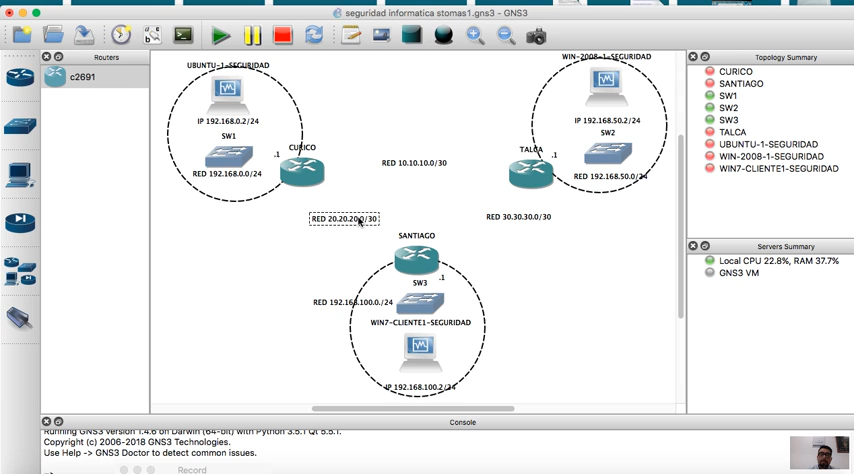 seguridad informatica stomas1.gns3 - GNS3
Routers
c2691
UBUNTU-1-SEGURIDAD
IP 192.168.0.2/24
SW1
RED 192.168.0.0/24
CURICO
.1
RED 10.10.10.0/30
WIN-2008-1-SEGURIDAD
IP 192.168.50.2/24
SW2
RED 192.168.50.0/24
TALCA
.1
RED 20.20.20.0/30
RED 30.30.30.0/30
SANTIAGO
.1
SW3
RED 192.168.100.0./24
WIN7-CLIENTE1-SEGURIDAD
IP 192.168.100.2/24
Topology Summary
CURICO
SANTIAGO
SW1
SW2
SW3
TALCA
UBUNTU-1-SEGURIDAD
WIN-2008-1-SEGURIDAD
WIN7-CLIENTE1-SEGURIDAD
Servers Summary
Local CPU 22.8%, RAM 37.7%
GNS3 VM
Console
Running GNS3 version 1.4.6 on Darwin (64-bit) with Python 3.5.1 Qt 5.5.1.
Copyright (c) 2006-2018 GNS3 Technologies.
Use Help -> GNS3 Doctor to detect common issues.
=>
Record